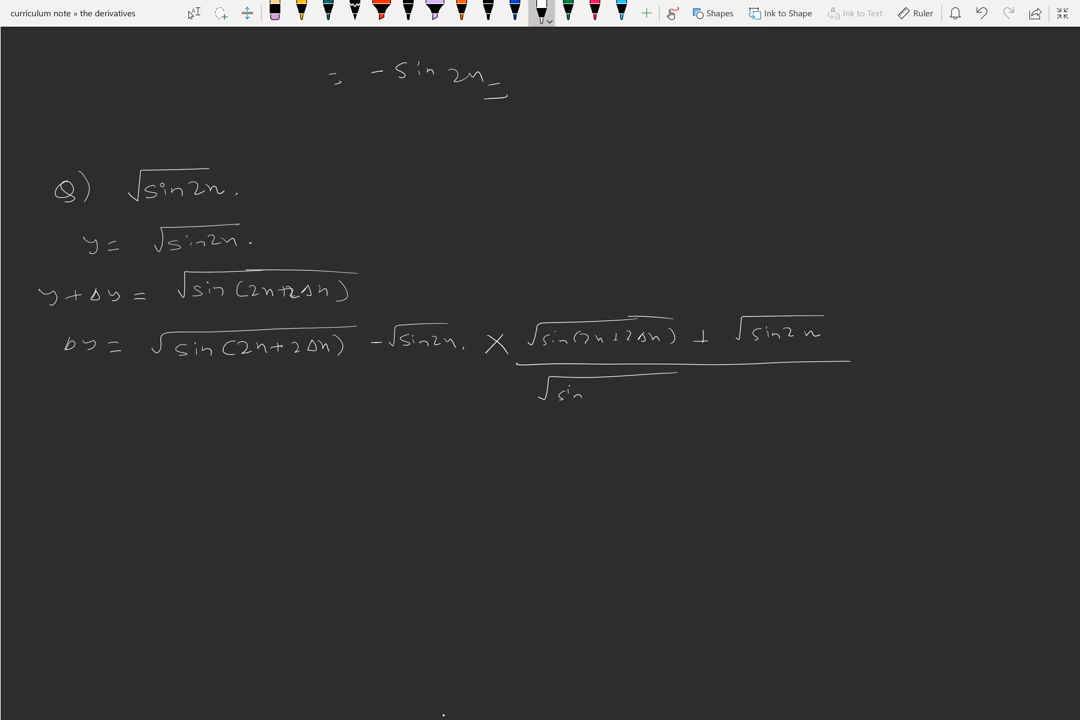 curriculum note » the derivatives
Shapes Ink to Shape Ink to Text Ruler
= - sin 2x =
Q) √sin2x.
y = √sin2x.
y + Δy = √sin(2x+2Δx)
Δy = √sin(2x+2Δx) - √sin2x. × √sin(2x+2Δx) + √sin2x
√sin